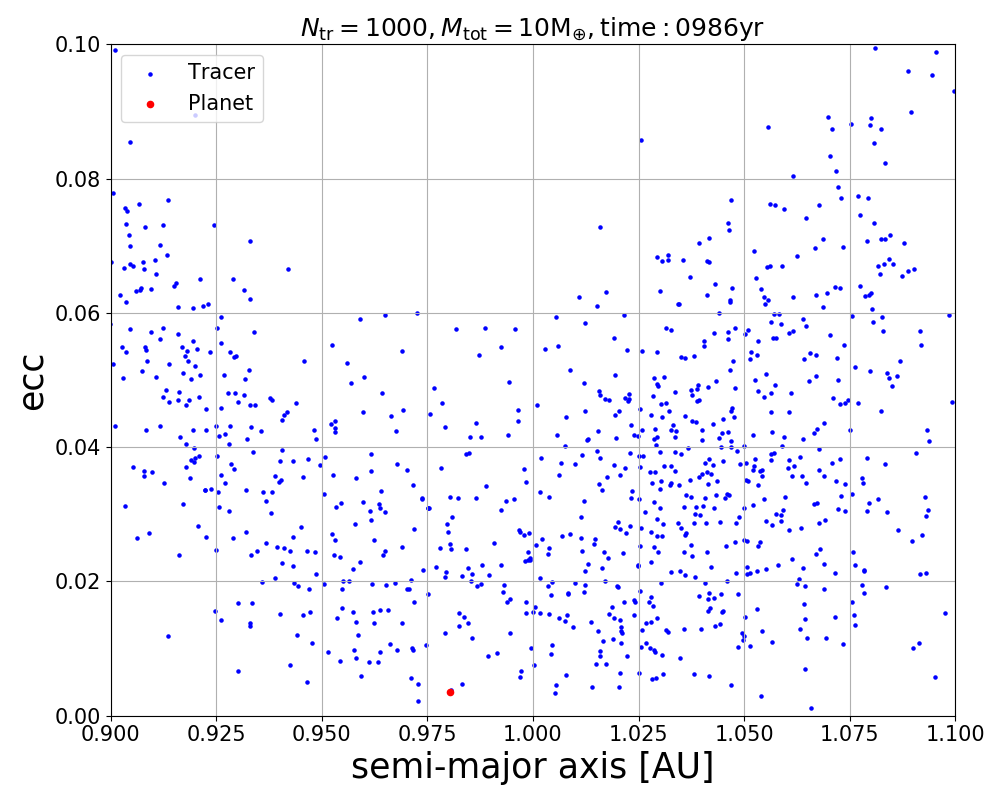 N_tr = 1000, M_tot = 10M_⊕, time : 0986yr
Tracer
Planet
ecc
0.10
0.08
0.06
0.04
0.02
0.00
0.900 0.925 0.950 0.975 1.000 1.025 1.050 1.075 1.100
semi-major axis [AU]